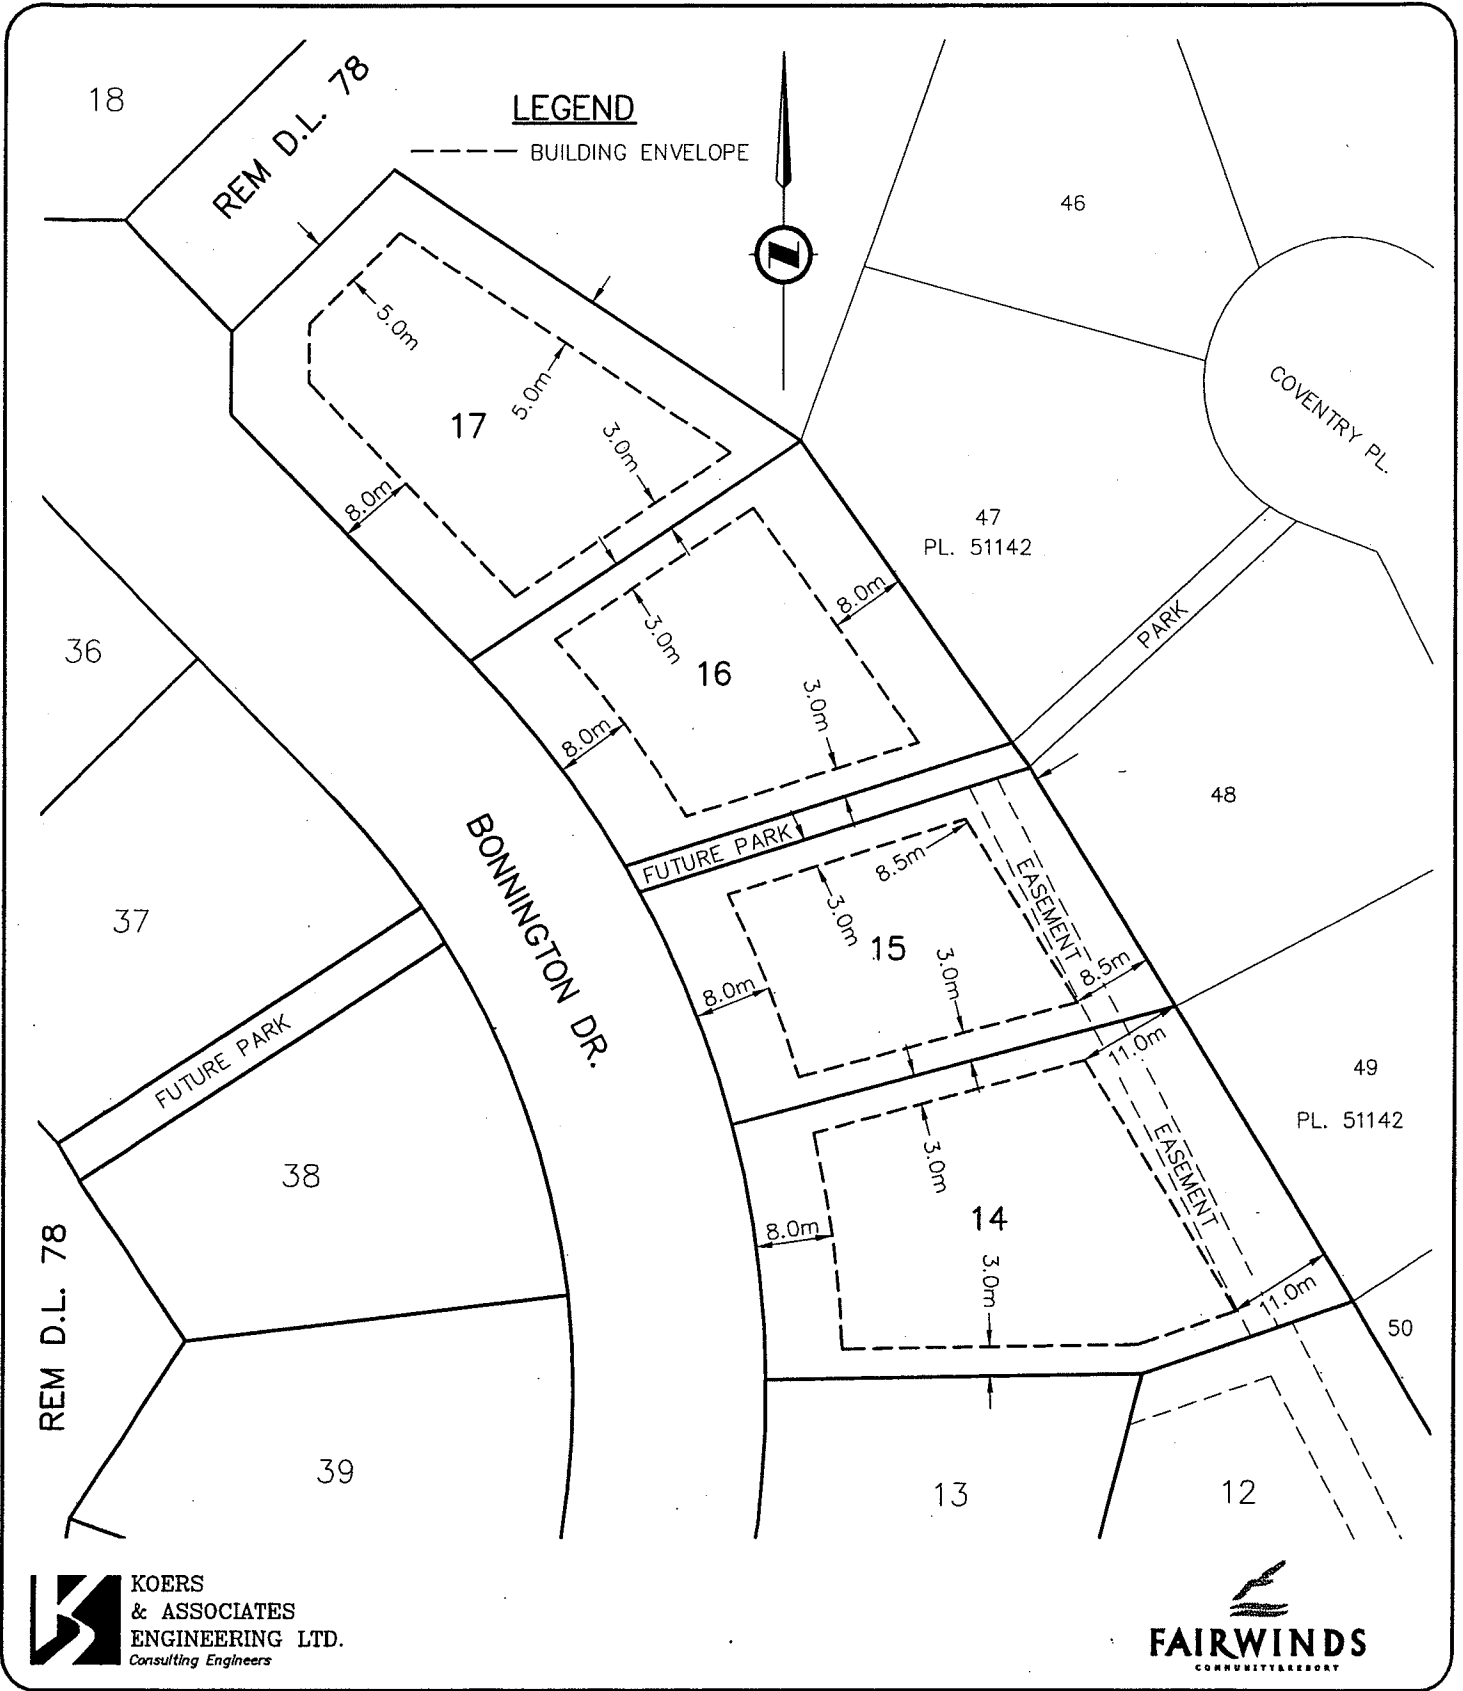 18
REM D.L. 78
LEGEND
BUILDING ENVELOPE
46
COVENTRY PL.
5.0m
5.0m
17
3.0m
8.0m
47
PL. 51142
PARK
8.0m
3.0m
16
3.0m
8.0m
36
48
FUTURE PARK
BONNINGTON DR.
8.5m
3.0m
15
EASEMENT
3.0m
8.5m
8.0m
37
FUTURE PARK
11.0m
49
PL. 51142
EASEMENT
3.0m
38
14
8.0m
3.0m
11.0m
50
REM D.L. 78
39
13
12
KOERS
& ASSOCIATES
ENGINEERING LTD.
Consulting Engineers
FAIRWINDS
COMMUNITY & RESORT